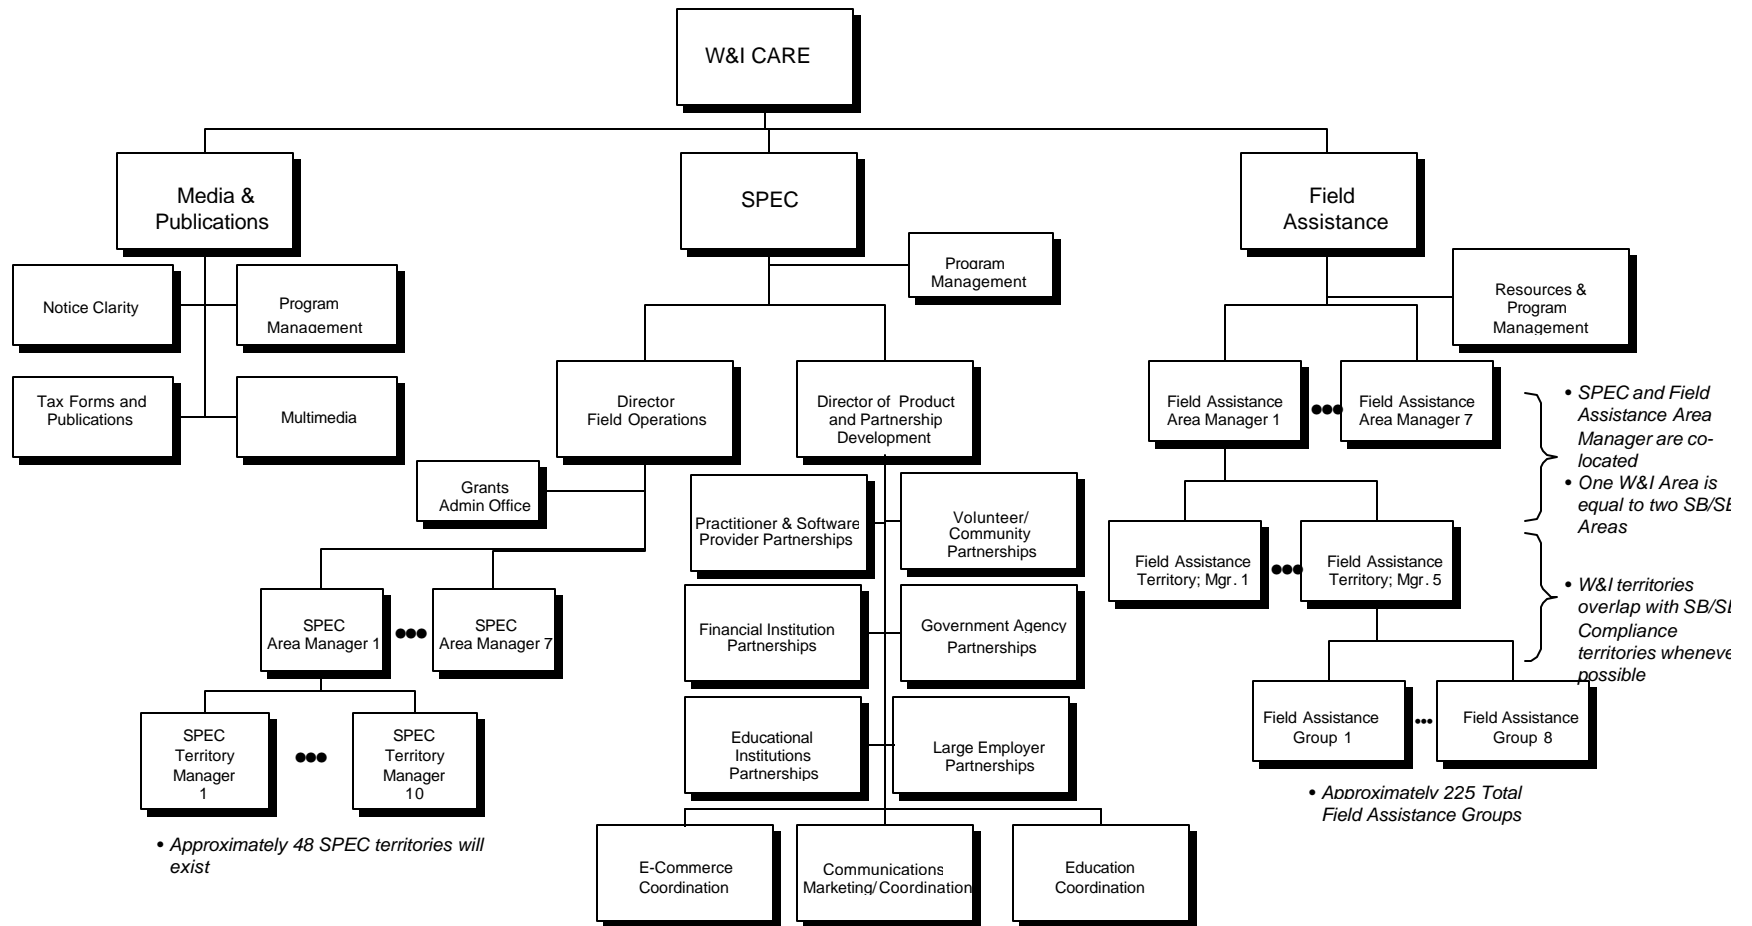 W&I CARE
Media &
Publications
SPEC
Field
Assistance
Notice Clarity
Program
Management
Tax Forms and
Publications
Multimedia
Program
Management
Resources &
Program
Management
Director
Field Operations
Director of Product
and Partnership
Development
Grants
Admin Office
SPEC
Area Manager 1
SPEC
Area Manager 7
SPEC
Territory
Manager
1
SPEC
Territory
Manager
10
• Approximately 48 SPEC territories will
exist
Practitioner & Software
Provider Partnerships
Volunteer/
Community
Partnerships
Financial Institution
Partnerships
Government Agency
Partnerships
Educational
Institutions
Partnerships
Large Employer
Partnerships
E-Commerce
Coordination
Communications
Marketing/Coordination
Education
Coordination
Field Assistance
Area Manager 1
Field Assistance
Area Manager 7
Field Assistance
Territory; Mgr. 1
Field Assistance
Territory; Mgr. 5
Field Assistance
Group 1
Field Assistance
Group 8
• Approximately 225 Total
Field Assistance Groups
• SPEC and Field
Assistance Area
Manager are co-
located
• One W&I Area is
equal to two SB/SE
Areas
• W&I territories
overlap with SB/SE
Compliance
territories wheneve
possible